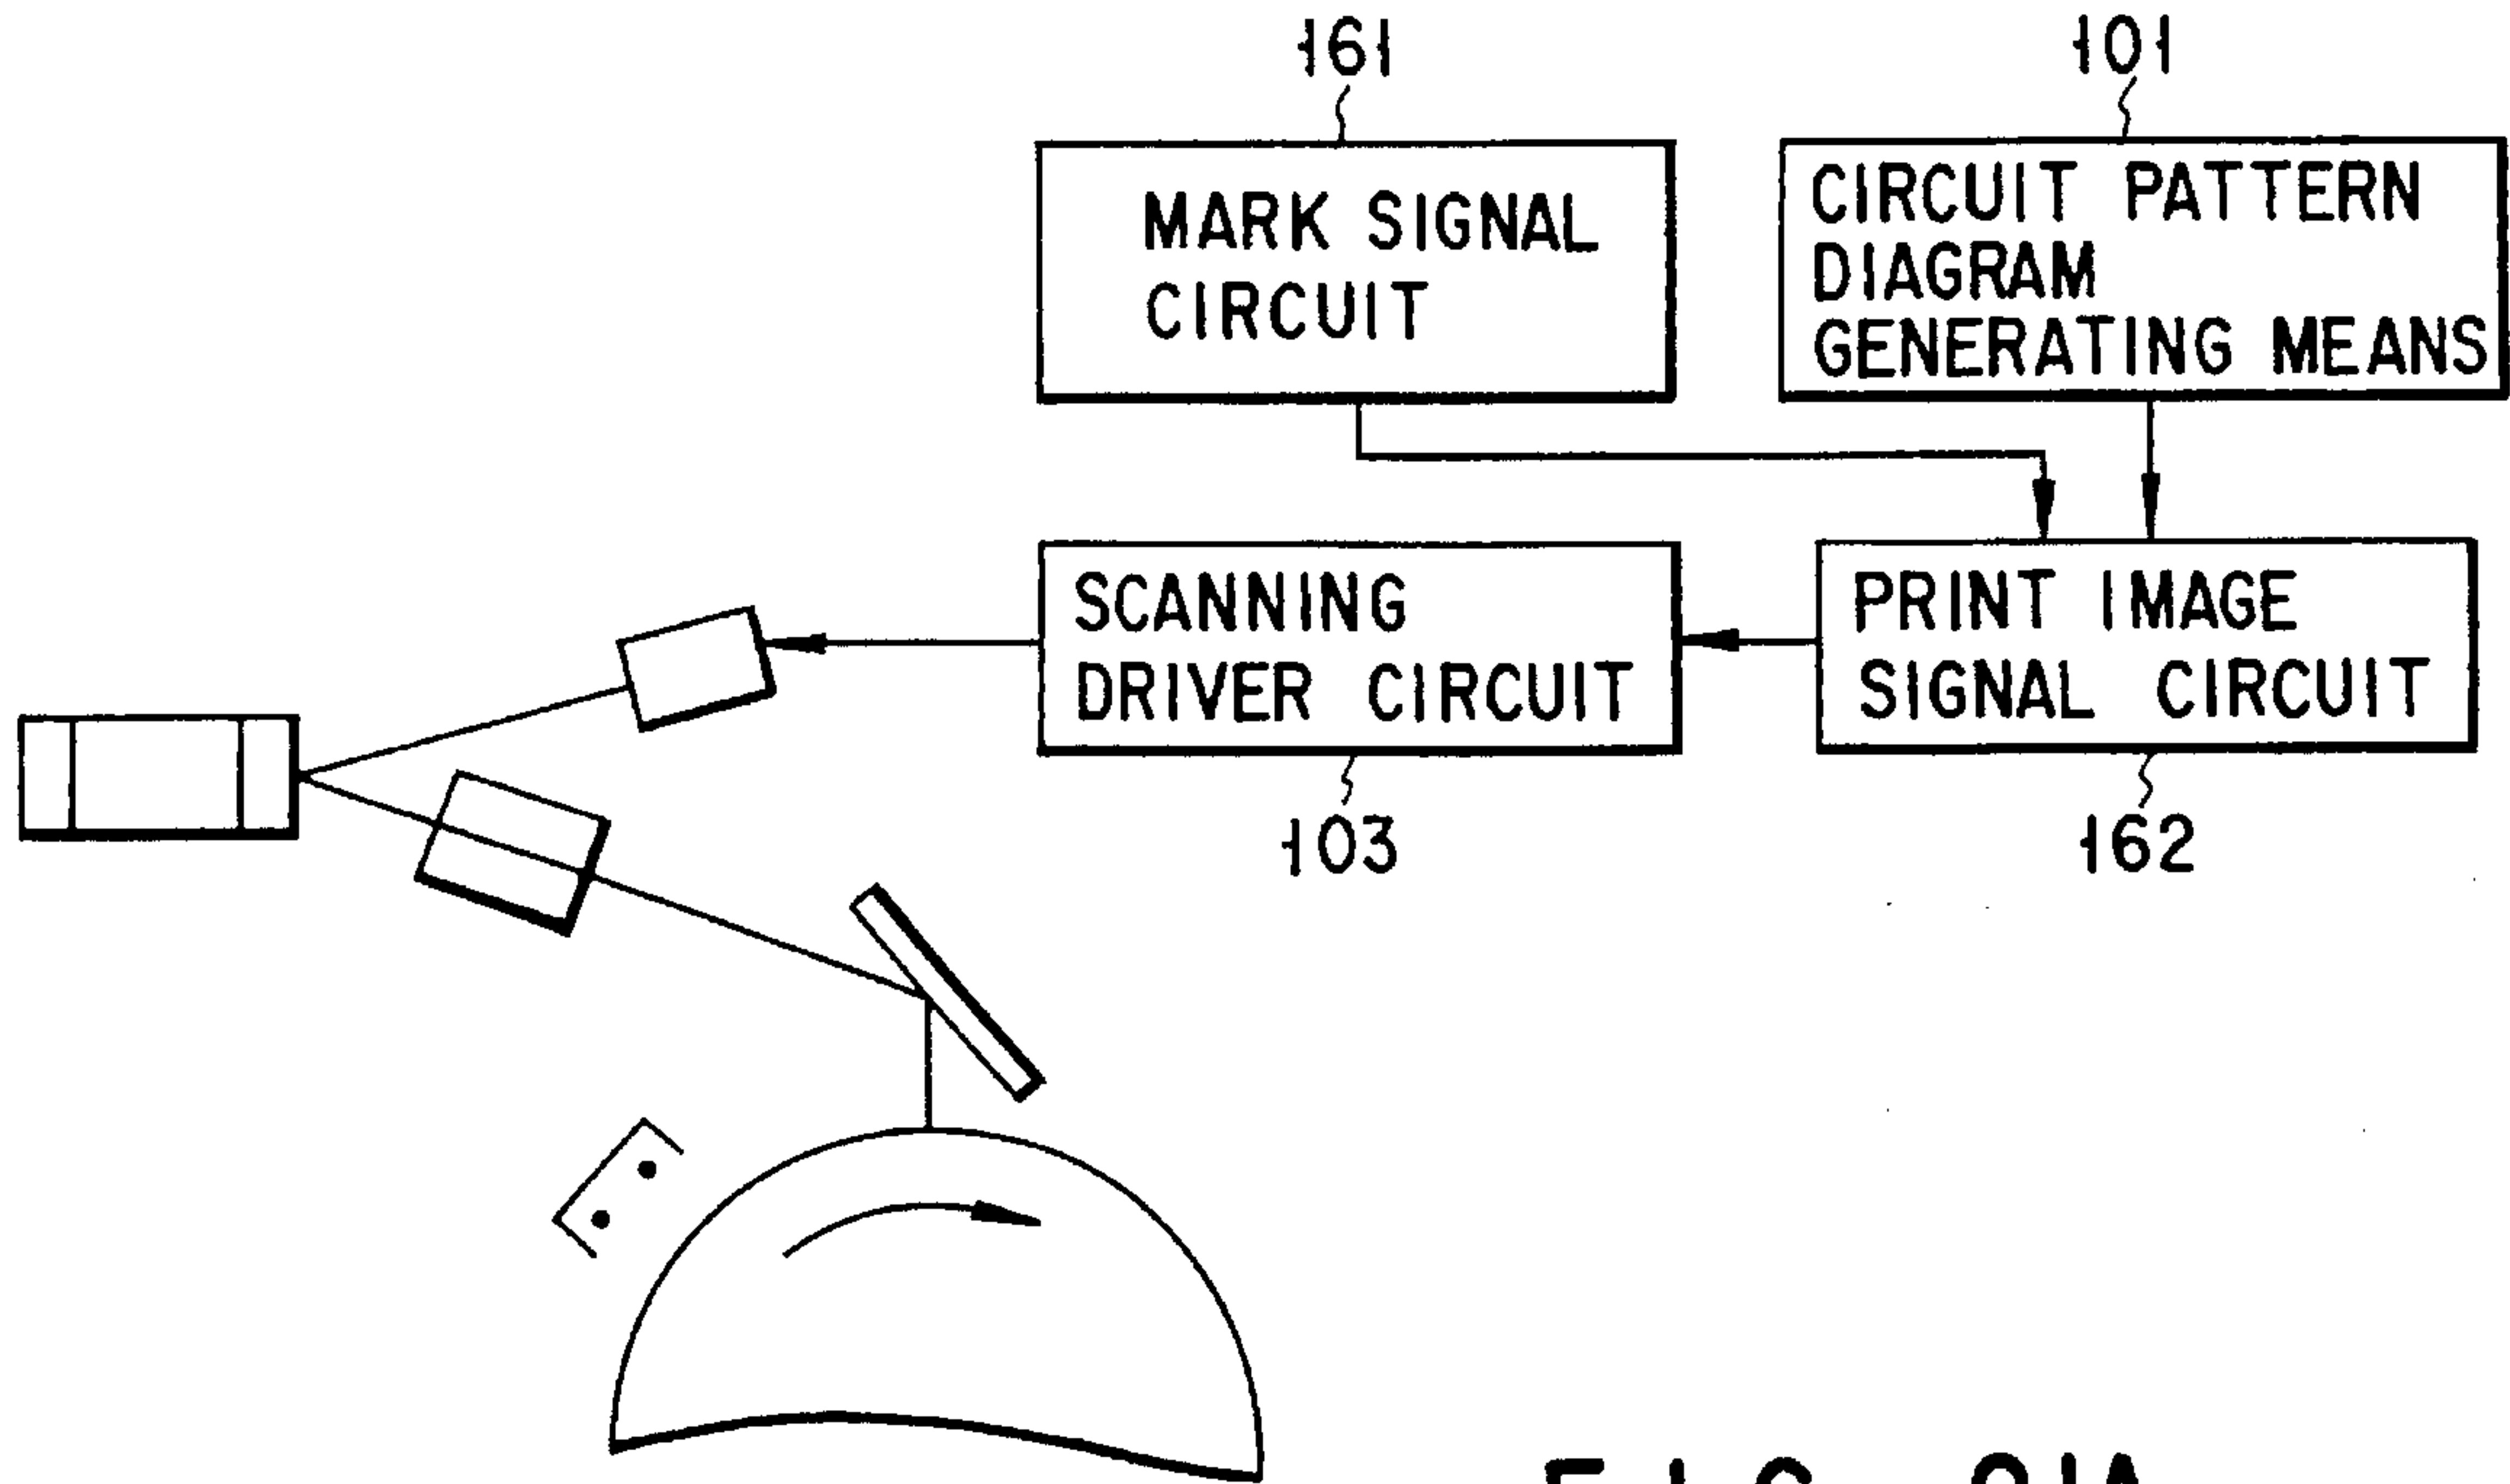 161
101
MARK SIGNAL
CIRCUIT
CIRCUIT PATTERN
DIAGRAM
GENERATING MEANS
SCANNING
DRIVER CIRCUIT
PRINT IMAGE
SIGNAL CIRCUIT
103
162